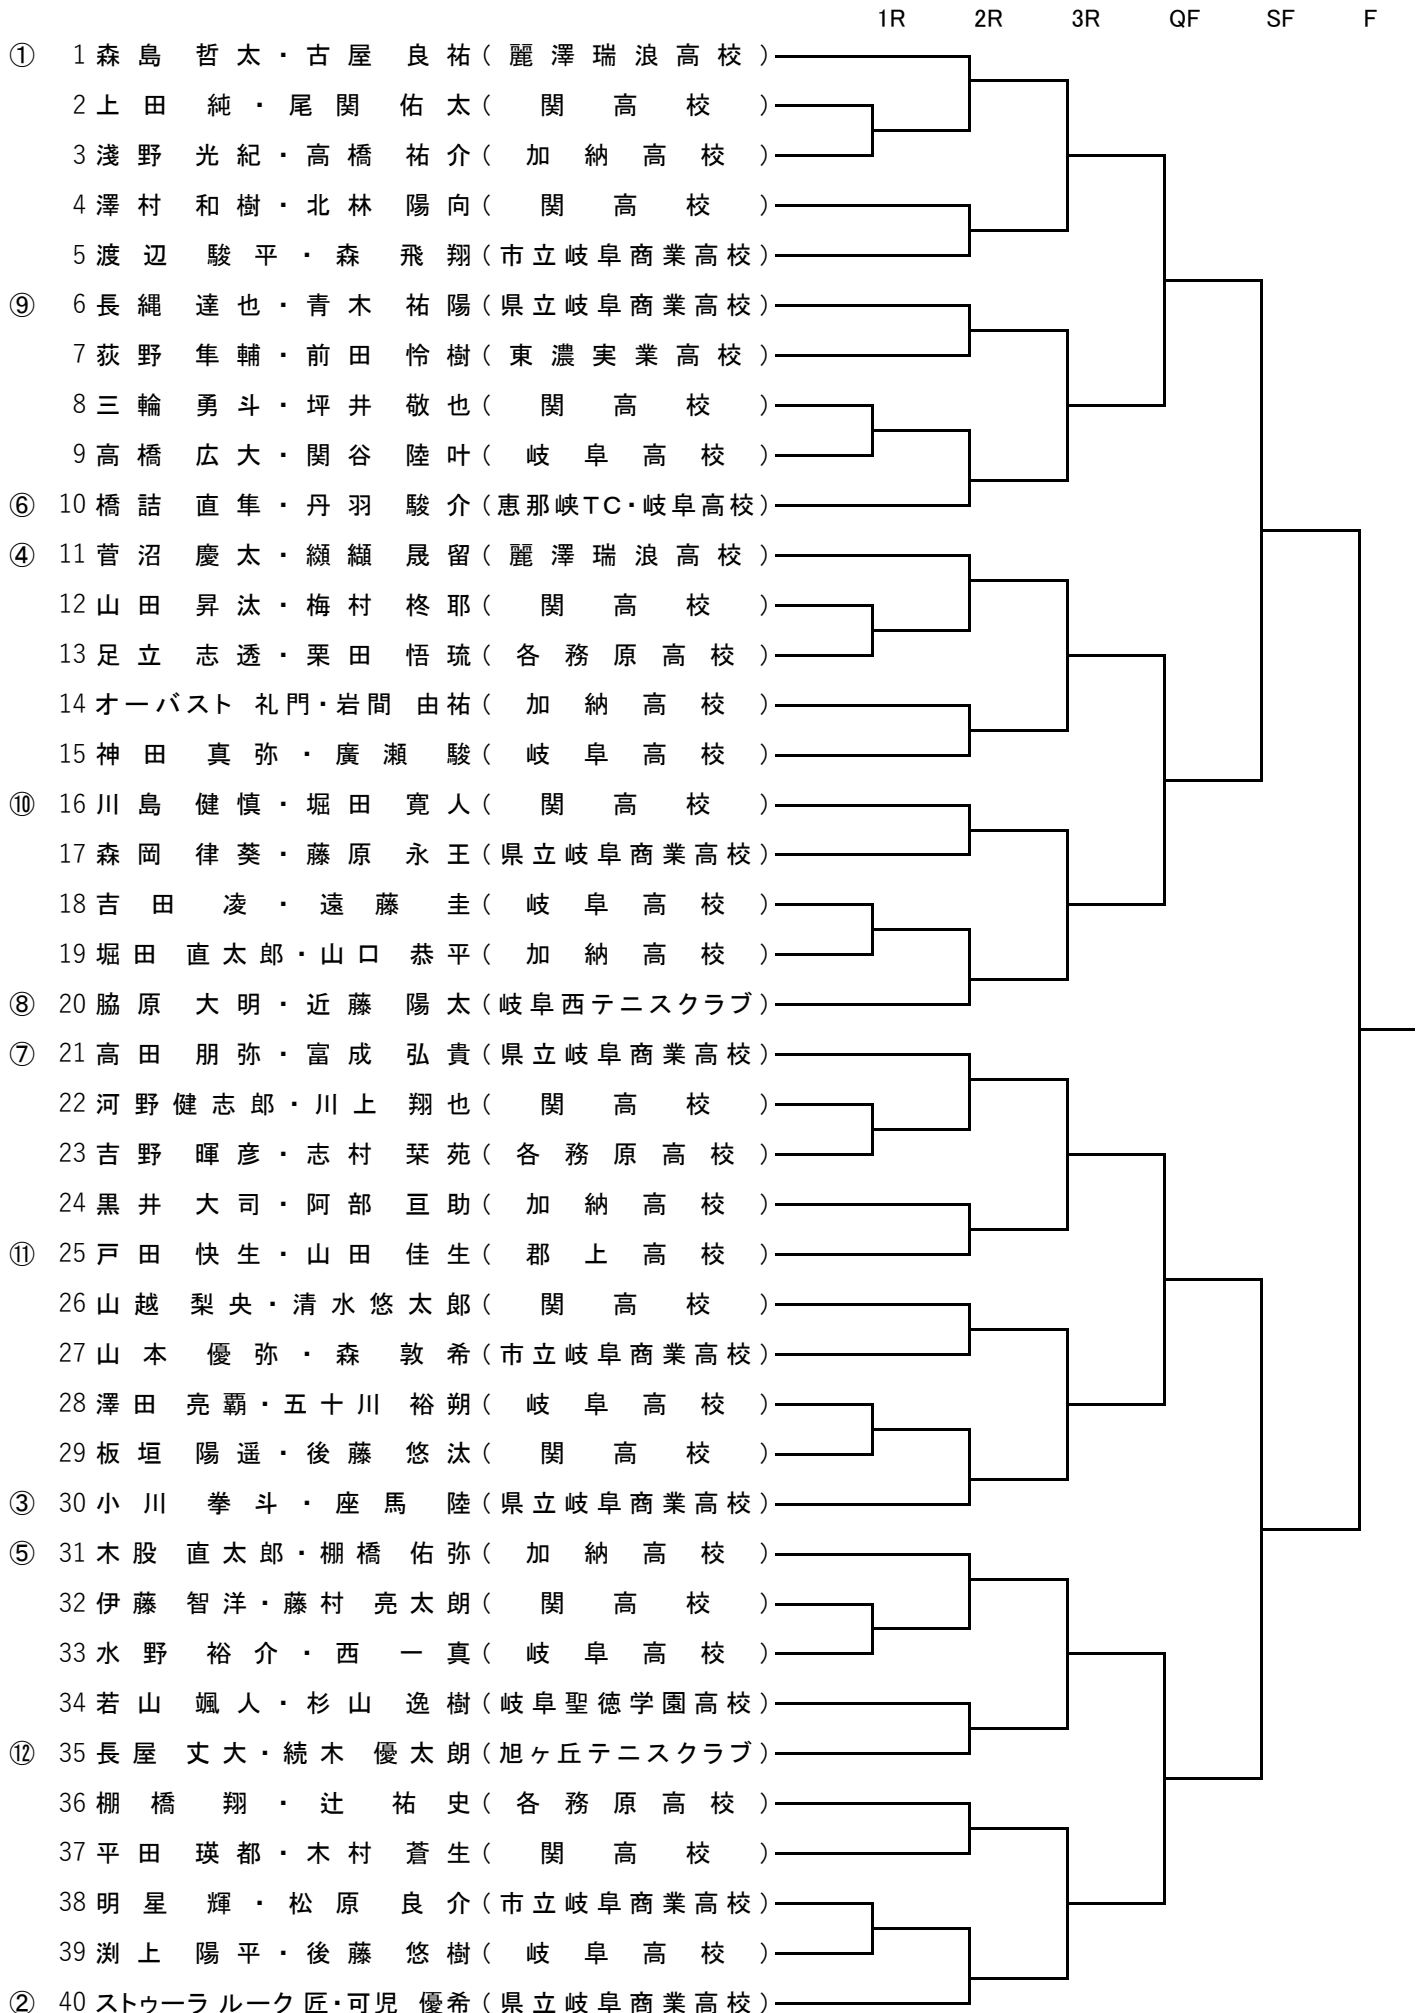 1R 2R 3R QF SF F
① 1 森島 哲太・古屋 良祐(麗澤瑞浪高校)
2 上田 純・尾関 佑太(関高校)
3 淺野 光紀・高橋 祐介(加納高校)
4 澤村 和樹・北林 陽向(関高校)
5 渡辺 駿平・森 飛翔(市立岐阜商業高校)
⑨ 6 長縄 達也・青木 祐陽(県立岐阜商業高校)
7 荻野 隼輔・前田 怜樹(東濃実業高校)
8 三輪 勇斗・坪井 敬也(関高校)
9 高橋 広大・関谷 陸叶(岐阜高校)
⑥ 10 橋詰 直隼・丹羽 駿介(恵那峡TC・岐阜高校)
④ 11 菅沼 慶太・纐纈 晟留(麗澤瑞浪高校)
12 山田 昇汰・梅村 柊耶(関高校)
13 足立 志透・栗田 悟琉(各務原高校)
14 オーバスト 礼門・岩間 由祐(加納高校)
15 神田 真弥・廣瀬 駿(岐阜高校)
⑩ 16 川島 健慎・堀田 寛人(関高校)
17 森岡 律葵・藤原 永王(県立岐阜商業高校)
18 吉田 凌・遠藤 圭(岐阜高校)
19 堀田 直太郎・山口 恭平(加納高校)
⑧ 20 脇原 大明・近藤 陽太(岐阜西テニスクラブ)
⑦ 21 高田 朋弥・富成 弘貴(県立岐阜商業高校)
22 河野健志郎・川上 翔也(関高校)
23 吉野 暉彦・志村 栞苑(各務原高校)
24 黒井 大司・阿部 亘助(加納高校)
⑪ 25 戸田 快生・山田 佳生(郡上高校)
26 山越 梨央・清水悠太郎(関高校)
27 山本 優弥・森 敦希(市立岐阜商業高校)
28 澤田 亮覇・五十川 裕朔(岐阜高校)
29 板垣 陽遥・後藤 悠汰(関高校)
③ 30 小川 拳斗・座馬 陸(県立岐阜商業高校)
⑤ 31 木股 直太郎・棚橋 佑弥(加納高校)
32 伊藤 智洋・藤村 亮太朗(関高校)
33 水野 裕介・西 一真(岐阜高校)
34 若山 颯人・杉山 逸樹(岐阜聖徳学園高校)
⑫ 35 長屋 丈大・続木 優太朗(旭ヶ丘テニスクラブ)
36 棚橋 翔・辻 祐史(各務原高校)
37 平田 瑛都・木村 蒼生(関高校)
38 明星 輝・松原 良介(市立岐阜商業高校)
39 渕上 陽平・後藤 悠樹(岐阜高校)
② 40 ストゥーラ ルーク 匠・可児 優希(県立岐阜商業高校)